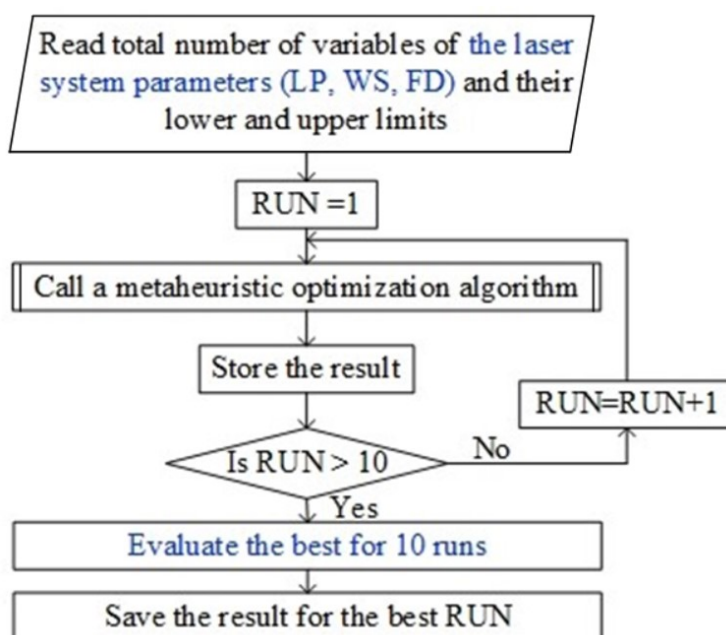 Read total number of variables of the laser
system parameters (LP, WS, FD) and their
lower and upper limits
RUN =1
Call a metaheuristic optimization algorithm
Store the result
RUN=RUN+1
Is RUN > 10
No
Yes
Evaluate the best for 10 runs
Save the result for the best RUN